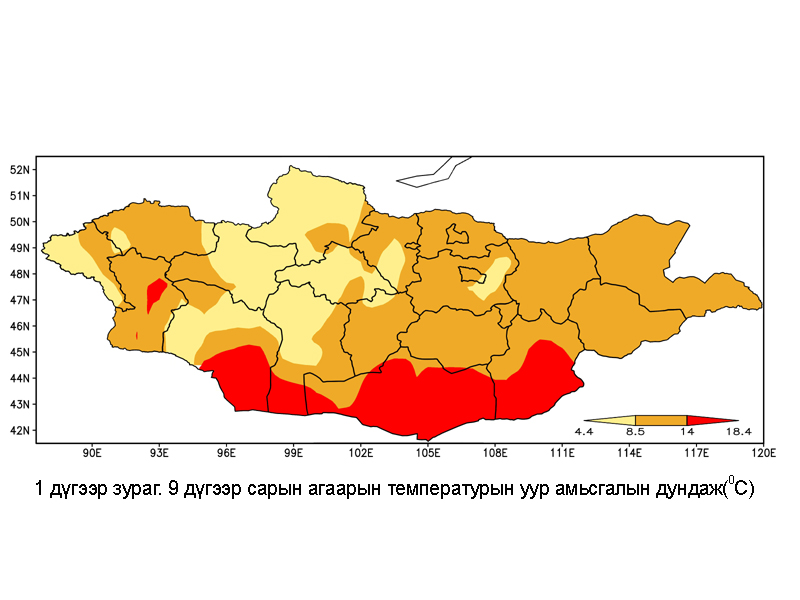 52N
51N
50N
49N
48N
47N
46N
45N
44N
43N
42N
4.4 8.5 14 18.4
90E 93E 96E 99E 102E 105E 108E 111E 114E 117E 120E
1 дүгээр зураг. 9 дүгээр сарын агаарын температурын уур амьсгалын дундаж(⁰C)